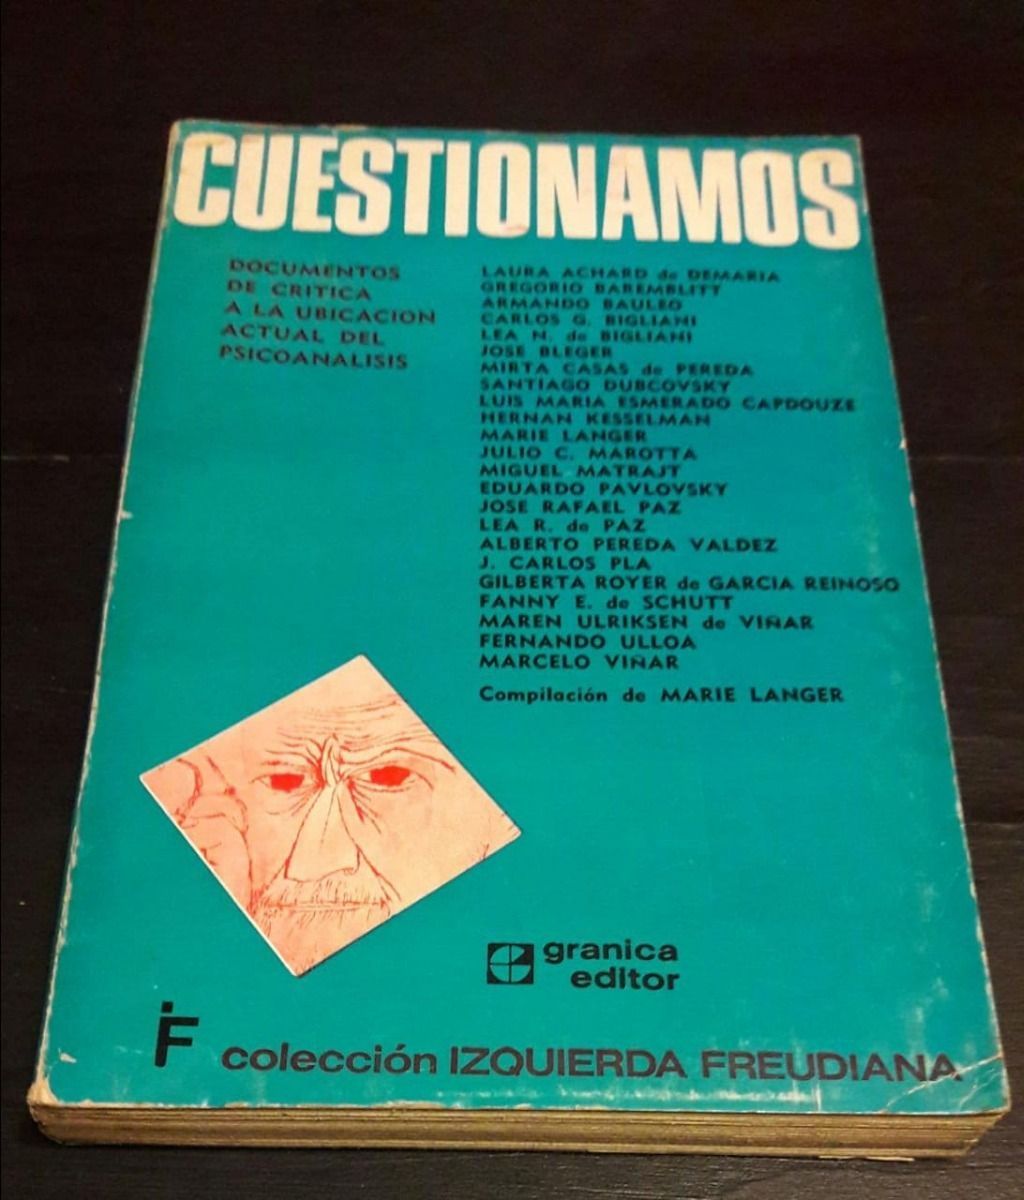 CUESTIONAMOS
DOCUMENTOS
DE CRITICA
A LA UBICACION
ACTUAL DEL
PSICOANALISIS
LAURA ACHARD de DEMARIA
GREGORIO BAREMBLITT
ARMANDO BAULEO
CARLOS G. BIGLIANI
LEA N. de BIGLIANI
JOSE BLEGER
MIRTA CASAS de PEREDA
SANTIAGO DUBCOVSKY
LUIS MARIA ESMERADO CAPDOUZE
HERNAN KESSELMAN
MARIE LANGER
JULIO C. MAROTTA
MIGUEL MATRAJT
EDUARDO PAVLOVSKY
JOSE RAFAEL PAZ
LEA R. de PAZ
ALBERTO PEREDA VALDEZ
J. CARLOS PLA
GILBERTA ROYER de GARCIA REINOSO
FANNY E. de SCHUTT
MAREN ULRIKSEN de VIÑAR
FERNANDO ULLOA
MARCELO VIÑAR
Compilación de MARIE LANGER
granica
editor
iF colección IZQUIERDA FREUDIANA